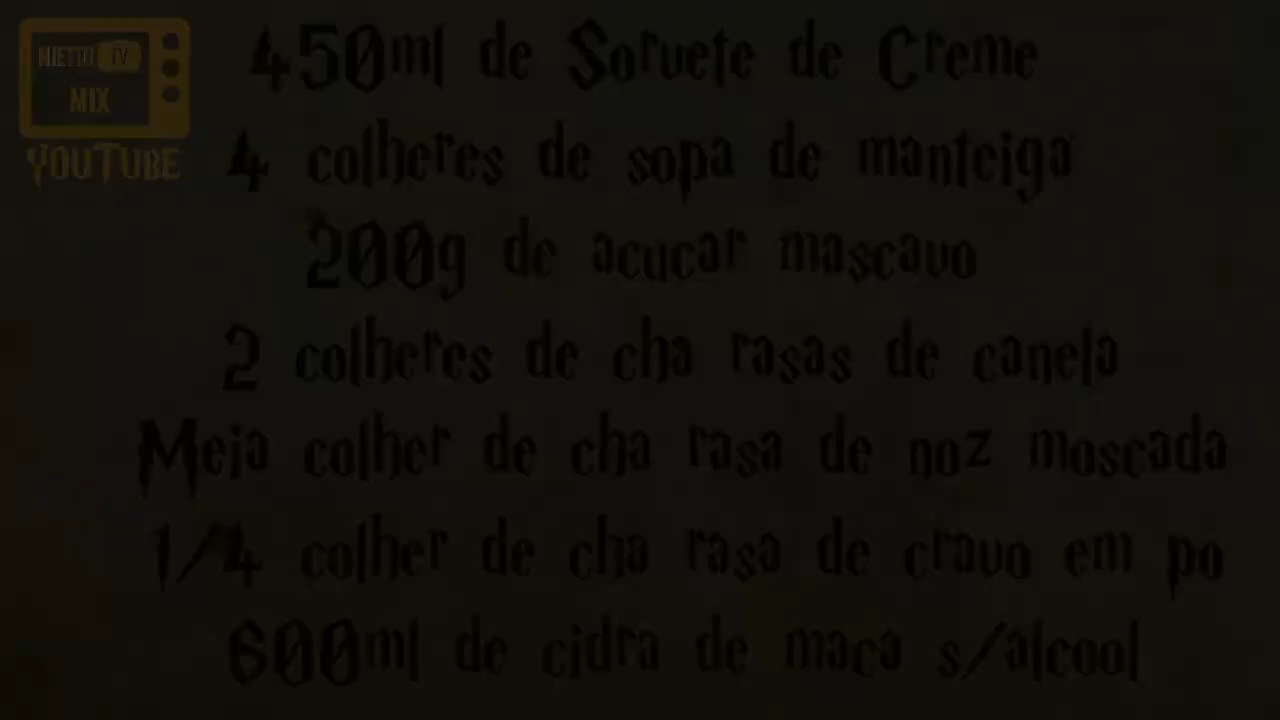 NIETTO TV
MIX
YOUTUBE
450ml de Sorvete de Creme
4 colheres de sopa de manteiga
200g de acucar mascavo
2 colheres de cha rasas de canela
Meia colher de cha rasa de noz moscada
1/4 colher de cha rasa de cravo em po
600ml de cidra de maca s/alcool